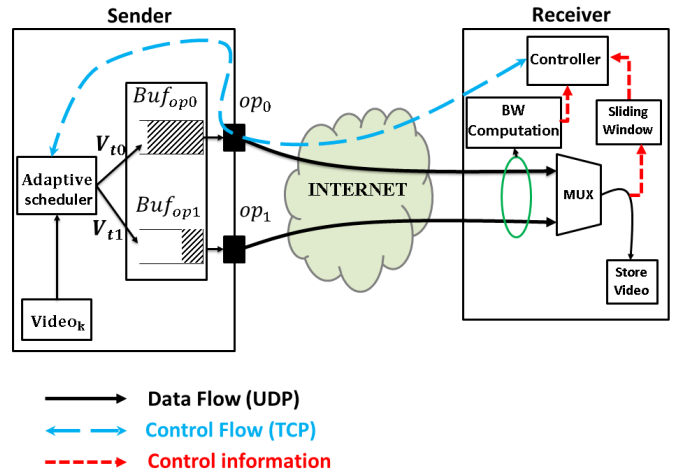 Sender
Receiver
Controller
Buf_op0
op_0
BW
Computation
Sliding
Window
V_t0
INTERNET
MUX
Adaptive
scheduler
Buf_op1
op_1
V_t1
Store
Video
Video_k
Data Flow (UDP)
Control Flow (TCP)
Control information